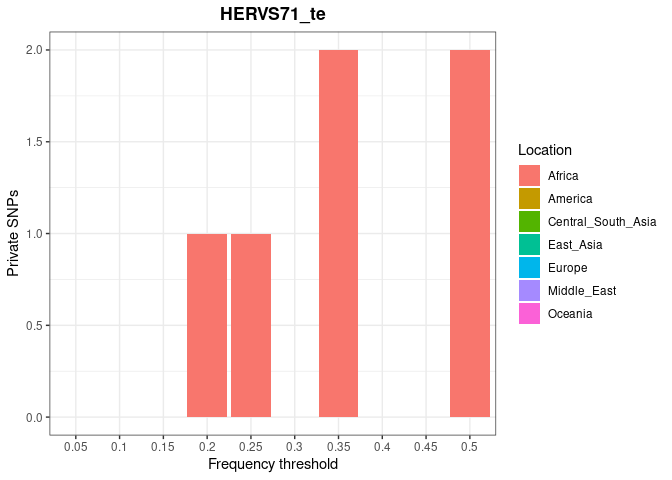 HERVS71_te
Private SNPs
2.0
1.5
1.0
0.5
0.0
0.05 0.1 0.15 0.2 0.25 0.3 0.35 0.4 0.45 0.5
Frequency threshold
Location
Africa
America
Central_South_Asia
East_Asia
Europe
Middle_East
Oceania